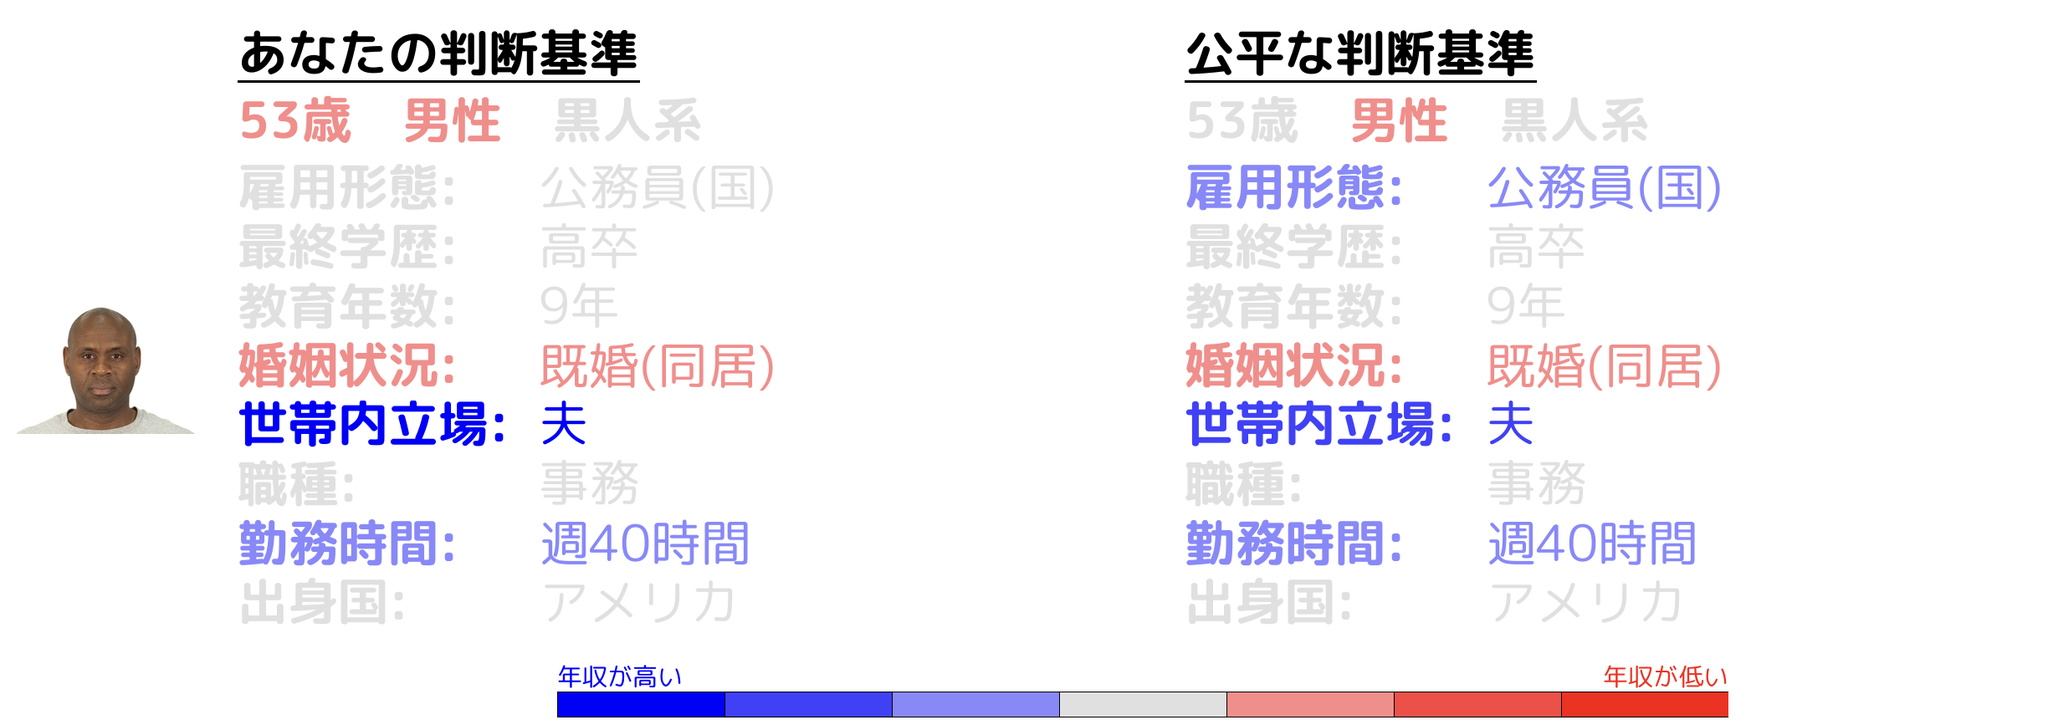 あなたの判断基準
53歳 男性 黒人系
雇用形態: 公務員(国)
最終学歴: 高卒
教育年数: 9年
婚姻状況: 既婚(同居)
世帯内立場: 夫
職種: 事務
勤務時間: 週40時間
出身国: アメリカ
公平な判断基準
53歳 男性 黒人系
雇用形態: 公務員(国)
最終学歴: 高卒
教育年数: 9年
婚姻状況: 既婚(同居)
世帯内立場: 夫
職種: 事務
勤務時間: 週40時間
出身国: アメリカ
年収が高い 年収が低い